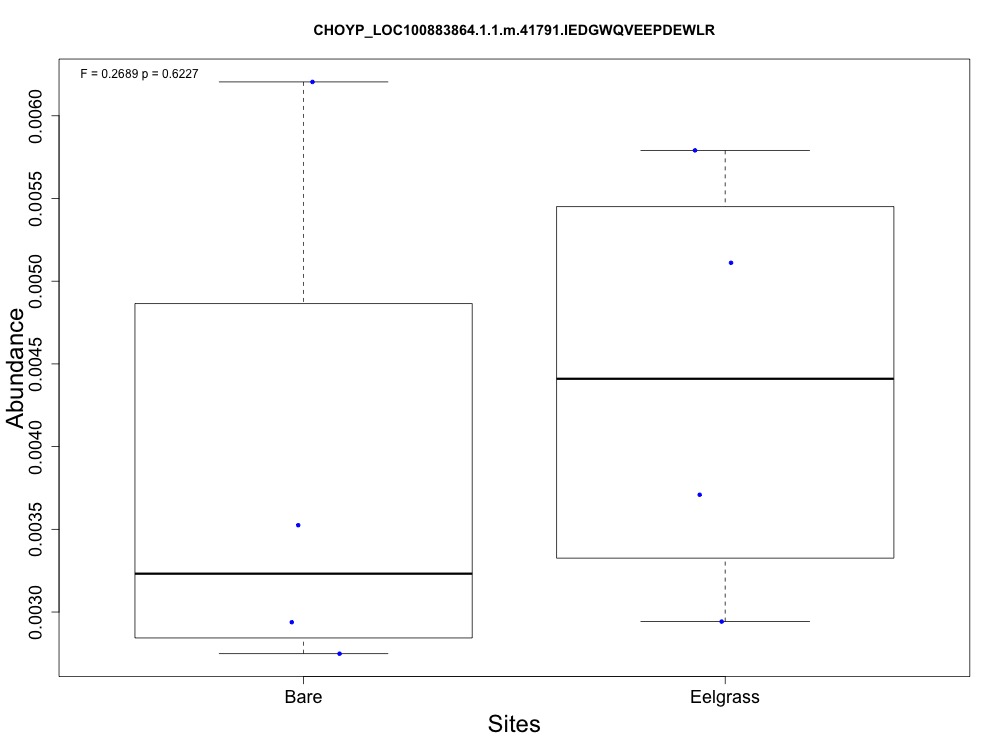 CHOYP_LOC100883864.1.1.m.41791.IEDGWQVEEPDEWLR
F = 0.2689 p = 0.6227
Abundance
0.0060
0.0055
0.0050
0.0045
0.0040
0.0035
0.0030
Bare
Eelgrass
Sites